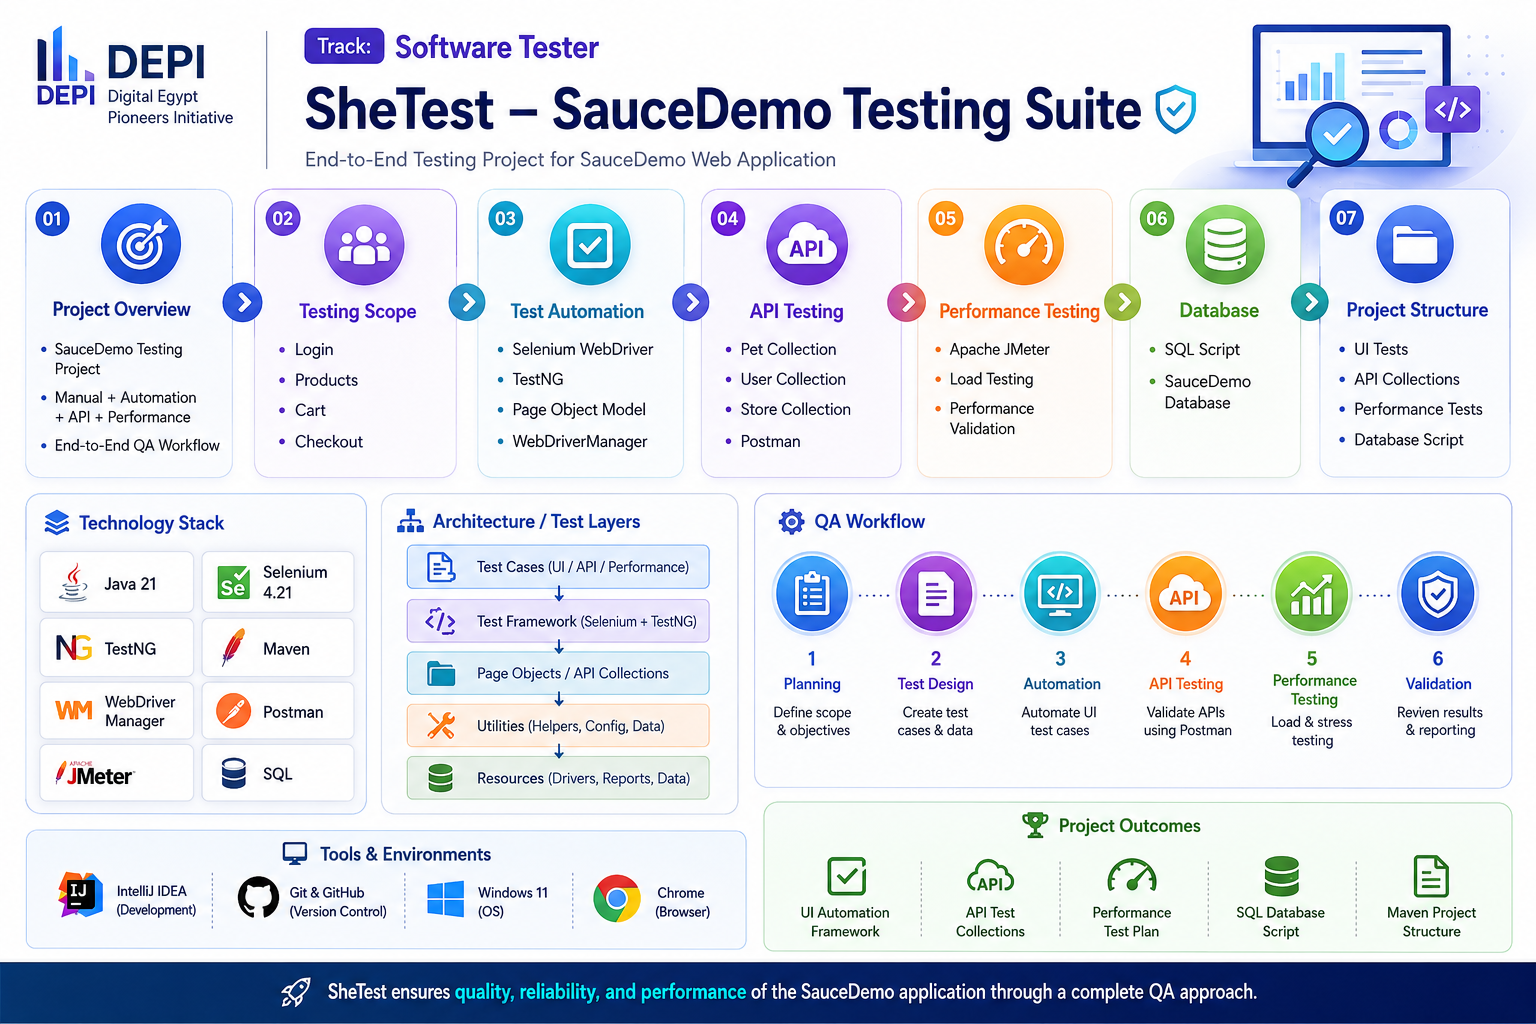 DEPI
DEPI
Digital Egypt
Pioneers Initiative
Track:
Software Tester
SheTest – SauceDemo Testing Suite
End-to-End Testing Project for SauceDemo Web Application
</>
01
Project Overview
• SauceDemo Testing
Project
• Manual + Automation
+ API + Performance
• End-to-End QA Workflow
02
Testing Scope
• Login
• Products
• Cart
• Checkout
03
Test Automation
• Selenium WebDriver
• TestNG
• Page Object Model
• WebDriverManager
04
API
API Testing
• Pet Collection
• User Collection
• Store Collection
• Postman
05
Performance Testing
• Apache JMeter
• Load Testing
• Performance
Validation
06
Database
• SQL Script
• SauceDemo
Database
07
Project Structure
• UI Tests
• API Collections
• Performance Tests
• Database Script
Technology Stack
Java 21
Se
Selenium
4.21
NG
TestNG
Maven
WM
WebDriver
Manager
Postman
APACHE
JMeter
SQL
Architecture / Test Layers
Test Cases (UI / API / Performance)
Test Framework (Selenium + TestNG)
Page Objects / API Collections
Utilities (Helpers, Config, Data)
Resources (Drivers, Reports, Data)
QA Workflow
1
Planning
Define scope
& objectives
2
Test Design
Create test
cases & data
</>
3
Automation
Automate UI
test cases
API
4
API Testing
Validate APIs
using Postman
5
Performance
Testing
Load & stress
testing
6
Validation
Revien results
& reporting
Tools & Environments
IJ
IntelliJ IDEA
(Development)
Git & GitHub
(Version Control)
Windows 11
(OS)
Chrome
(Browser)
Project Outcomes
UI Automation
Framework
API
API Test
Collections
Performance
Test Plan
SQL Database
Script
Maven Project
Structure
SheTest ensures quality, reliability, and performance of the SauceDemo application through a complete QA approach.